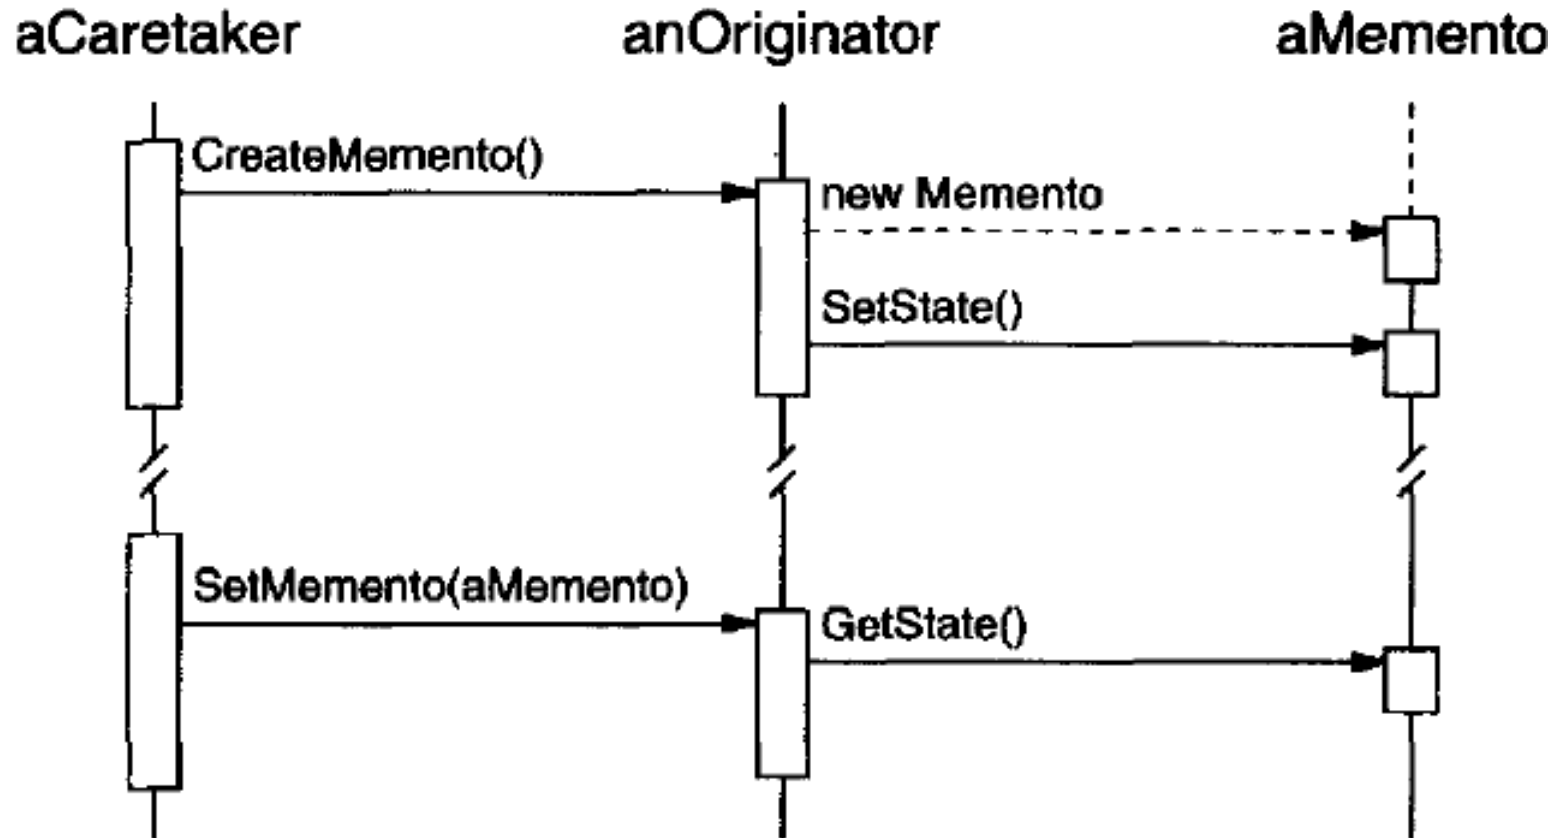 aCaretaker anOriginator aMemento
CreateMemento()
new Memento
SetState()
SetMemento(aMemento)
GetState()